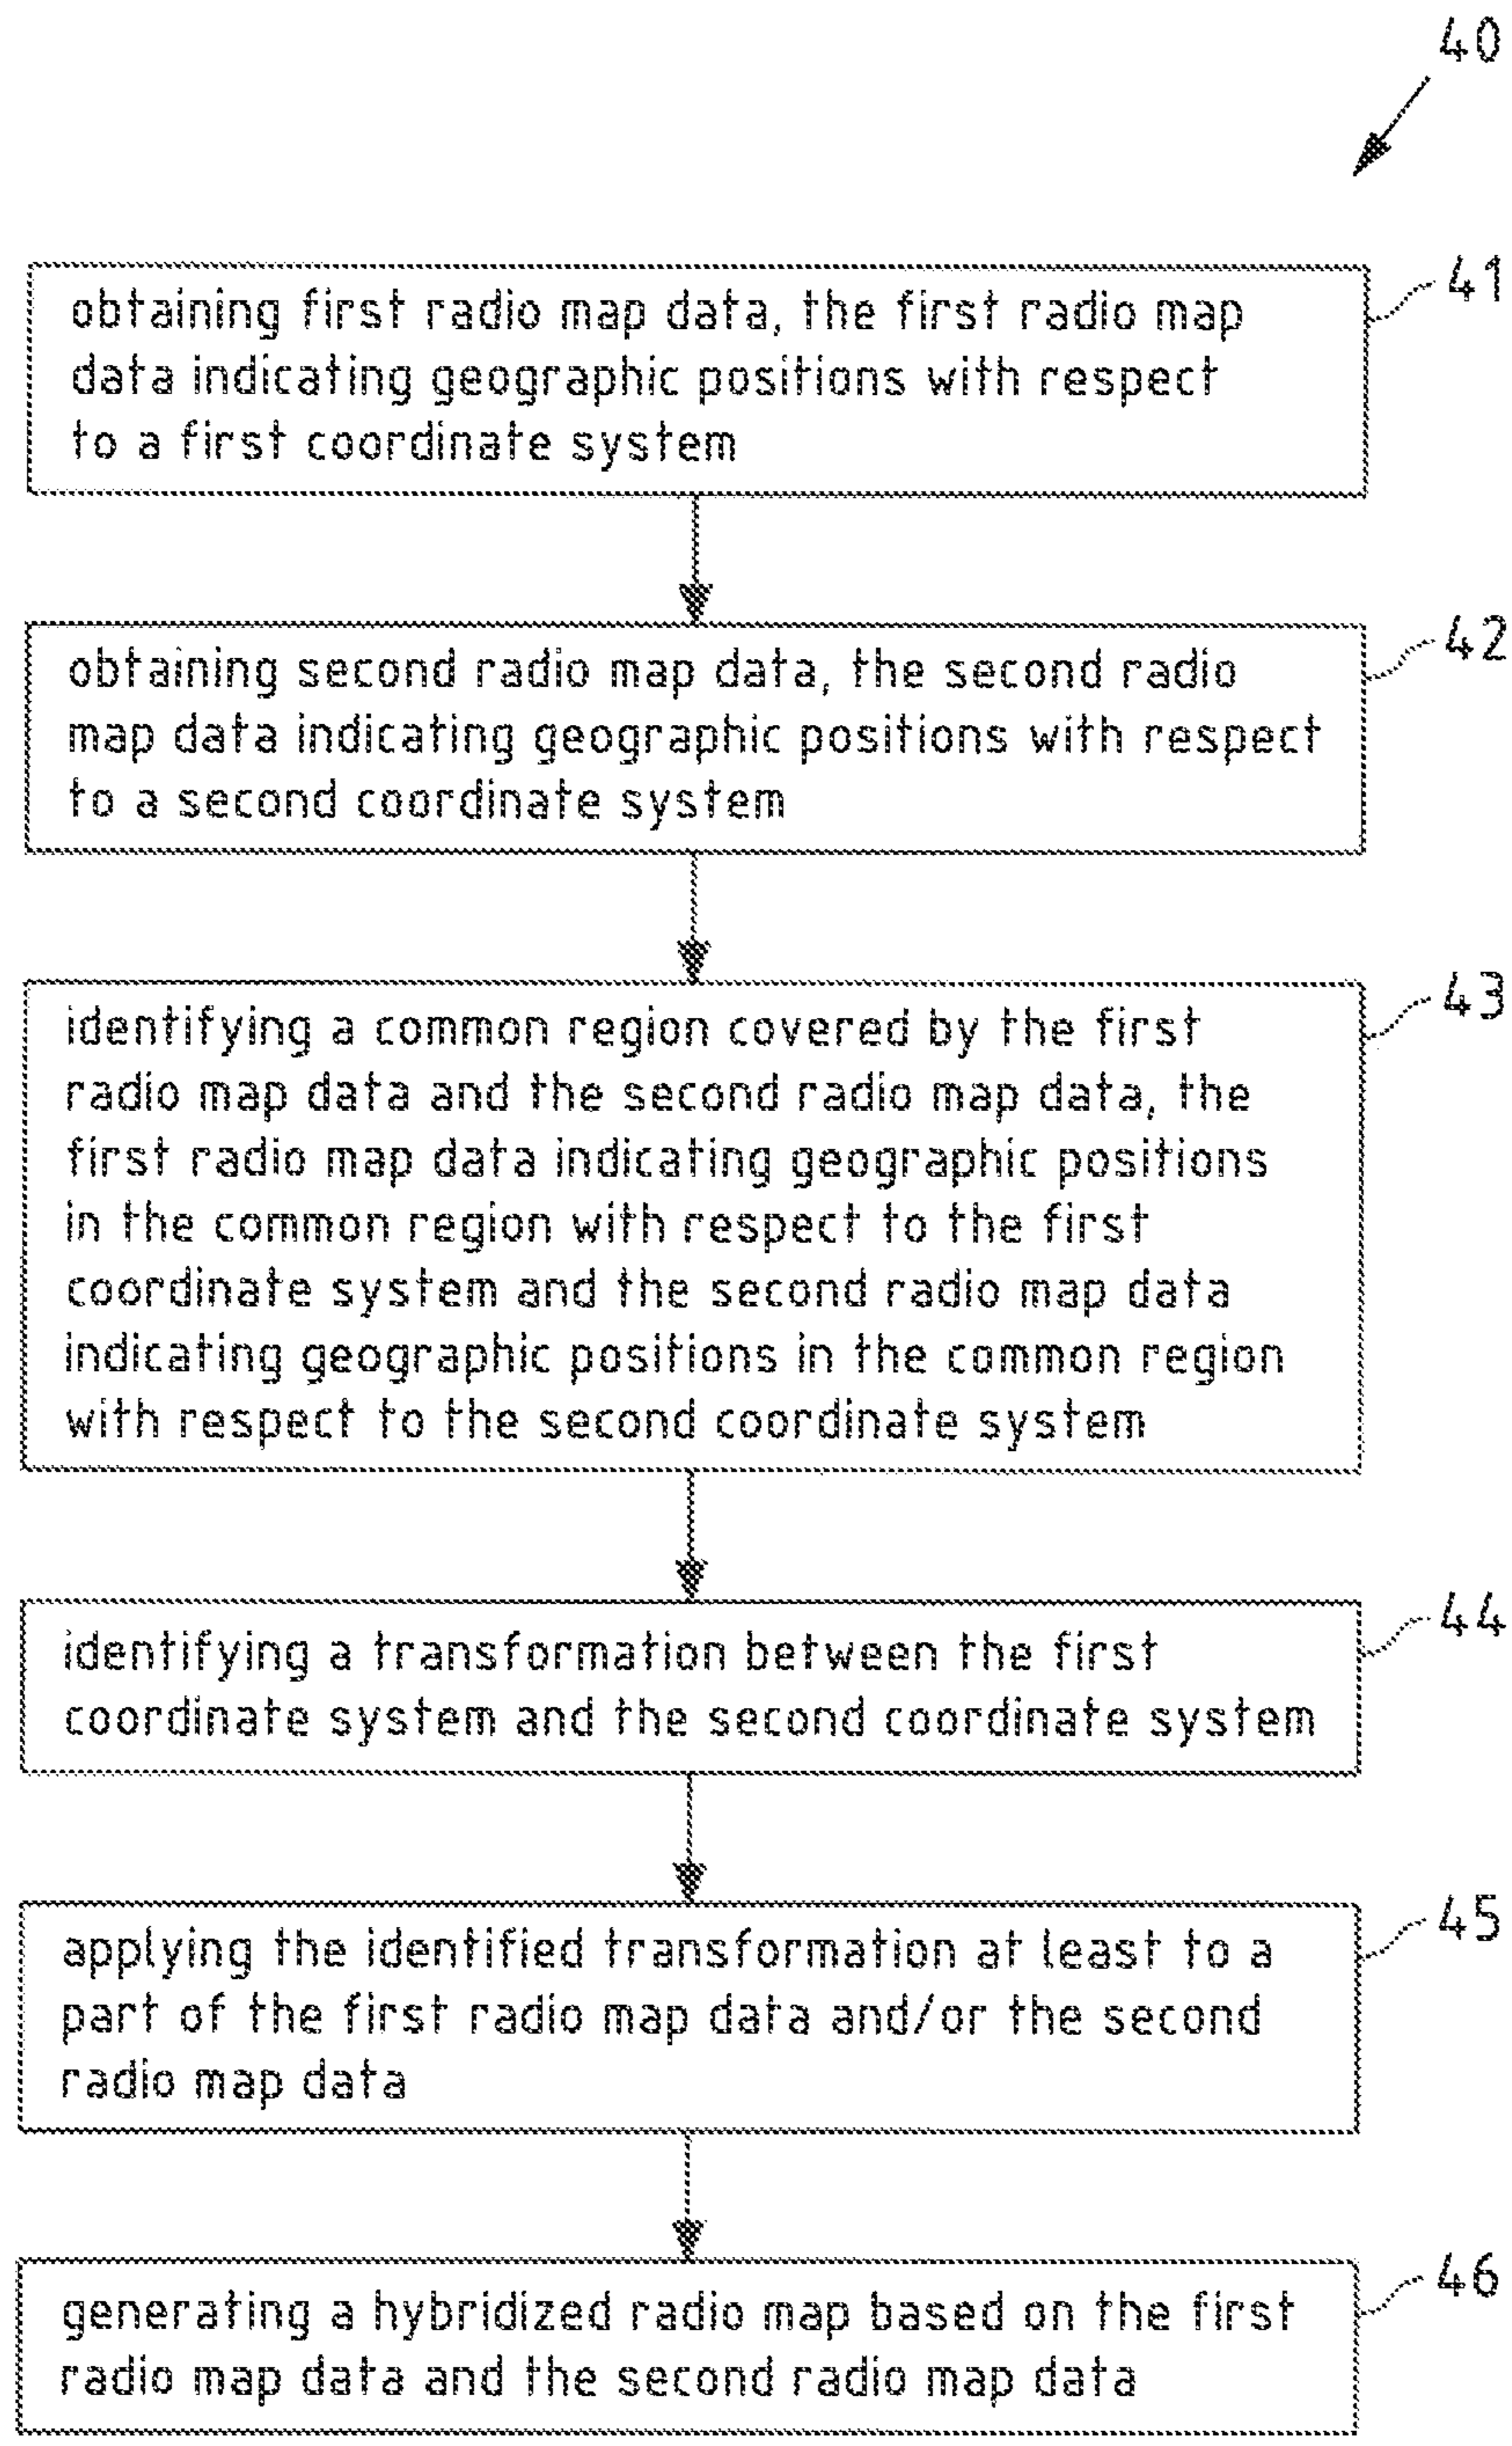 40
41
obtaining first radio map data, the first radio map
data indicating geographic positions with respect
to a first coordinate system
42
obtaining second radio map data, the second radio
map data indicating geographic positions with respect
to a second coordinate system
43
identifying a common region covered by the first
radio map data and the second radio map data, the
first radio map data indicating geographic positions
in the common region with respect to the first
coordinate system and the second radio map data
indicating geographic positions in the common region
with respect to the second coordinate system
44
identifying a transformation between the first
coordinate system and the second coordinate system
45
applying the identified transformation at least to a
part of the first radio map data and/or the second
radio map data
46
generating a hybridized radio map based on the first
radio map data and the second radio map data